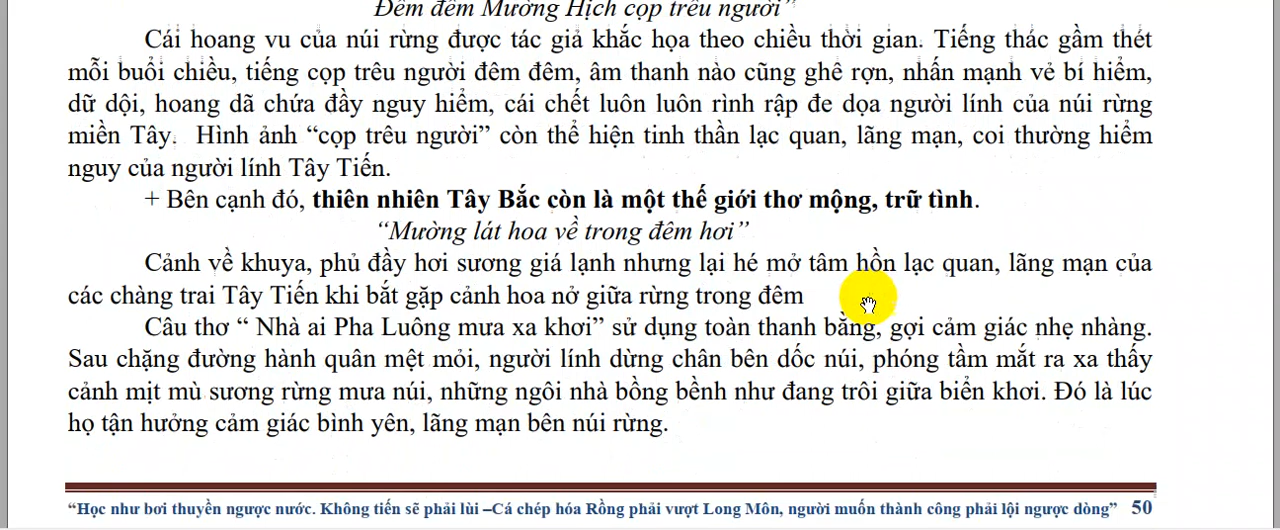 Đêm đêm Mường Hịch cọp trêu người”
Cái hoang vu của núi rừng được tác giả khắc họa theo chiều thời gian. Tiếng thác gầm thét
mỗi buổi chiều, tiếng cọp trêu người đêm đêm, âm thanh nào cũng ghê rợn, nhấn mạnh vẻ bí hiểm,
dữ dội, hoang dã chứa đầy nguy hiểm, cái chết luôn luôn rình rập đe dọa người lính của núi rừng
miền Tây. Hình ảnh “cọp trêu người” còn thể hiện tinh thần lạc quan, lãng mạn, coi thường hiểm
nguy của người lính Tây Tiến.
+ Bên cạnh đó, thiên nhiên Tây Bắc còn là một thế giới thơ mộng, trữ tình.
“Mường lát hoa về trong đêm hơi”
Cảnh về khuya, phủ đầy hơi sương giá lạnh nhưng lại hé mở tâm hồn lạc quan, lãng mạn của
các chàng trai Tây Tiến khi bắt gặp cảnh hoa nở giữa rừng trong đêm
Câu thơ “ Nhà ai Pha Luông mưa xa khơi” sử dụng toàn thanh bằng, gợi cảm giác nhẹ nhàng.
Sau chặng đường hành quân mệt mỏi, người lính dừng chân bên dốc núi, phóng tầm mắt ra xa thấy
cảnh mịt mù sương rừng mưa núi, những ngôi nhà bồng bềnh như đang trôi giữa biển khơi. Đó là lúc
họ tận hưởng cảm giác bình yên, lãng mạn bên núi rừng.
“Học như bơi thuyền ngược nước. Không tiến sẽ phải lùi –Cá chép hóa Rồng phải vượt Long Môn, người muốn thành công phải lội ngược dòng” 50